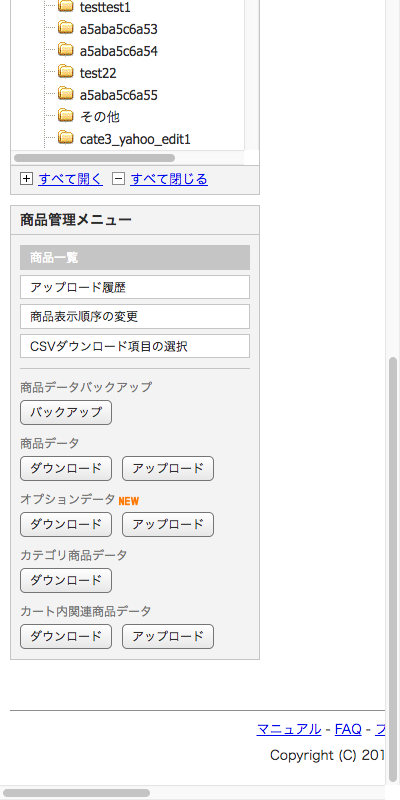 testtest1
a5aba5c6a53
a5aba5c6a54
test22
a5aba5c6a55
その他
cate3_yahoo_edit1
すべて開く すべて閉じる
商品管理メニュー
商品一覧
アップロード履歴
商品表示順序の変更
CSVダウンロード項目の選択
商品データバックアップ
バックアップ
商品データ
ダウンロード アップロード
オプションデータ NEW
ダウンロード アップロード
カテゴリ商品データ
ダウンロード
カート内関連商品データ
ダウンロード アップロード
マニュアル - FAQ -
Copyright (C) 201